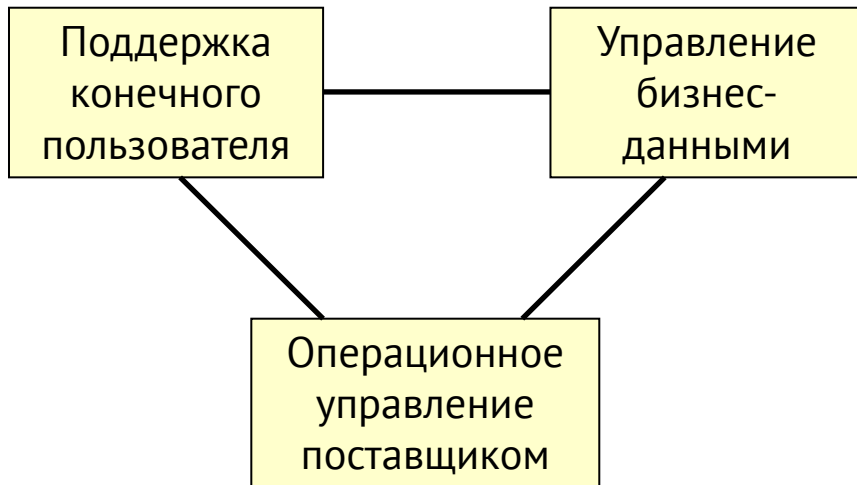 Поддержка
конечного
пользователя
Управление
бизнес-
данными
Операционное
управление
поставщиком